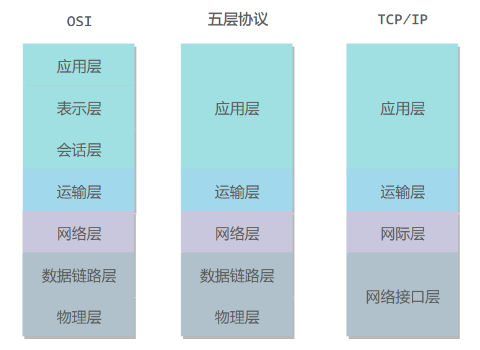 OSI
五层协议
TCP/IP
应用层
表示层
会话层
运输层
网络层
数据链路层
物理层
应用层
运输层
网络层
数据链路层
物理层
应用层
运输层
网际层
网络接口层